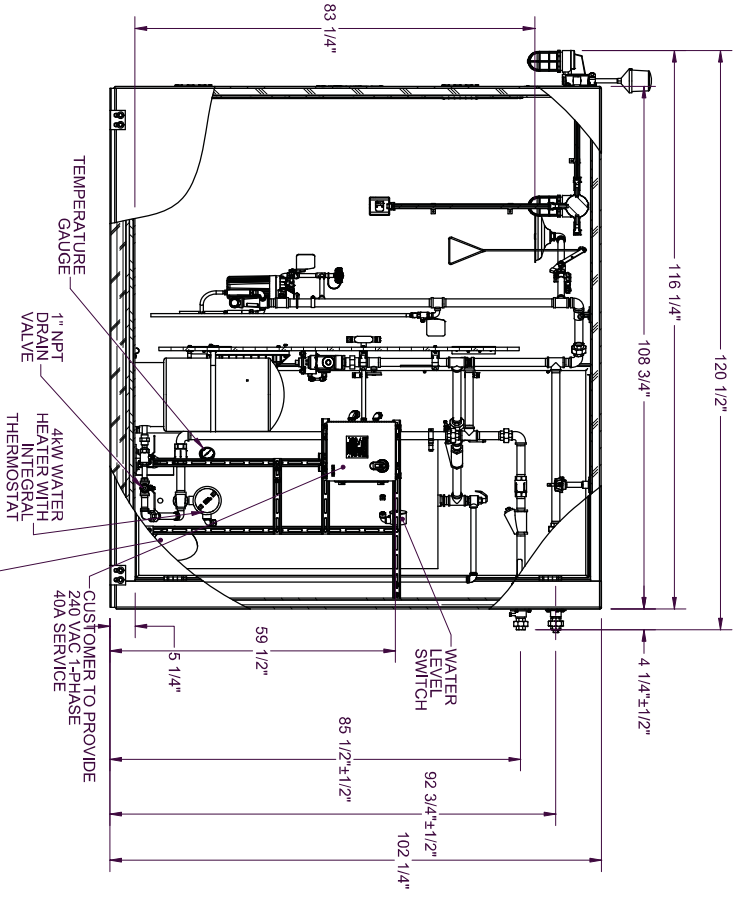 120 1/2"
116 1/4"
108 3/4"
4 1/4"±1/2"
83 1/4"
TEMPERATURE
GAUGE
1" NPT
DRAIN
VALVE
4kW WATER
HEATER WITH
INTEGRAL
THERMOSTAT
CUSTOMER TO PROVIDE
240 VAC 1-PHASE
40A SERVICE
WATER
LEVEL
SWITCH
5 1/4"
59 1/2"
85 1/2"±1/2"
92 3/4"±1/2"
102 1/4"